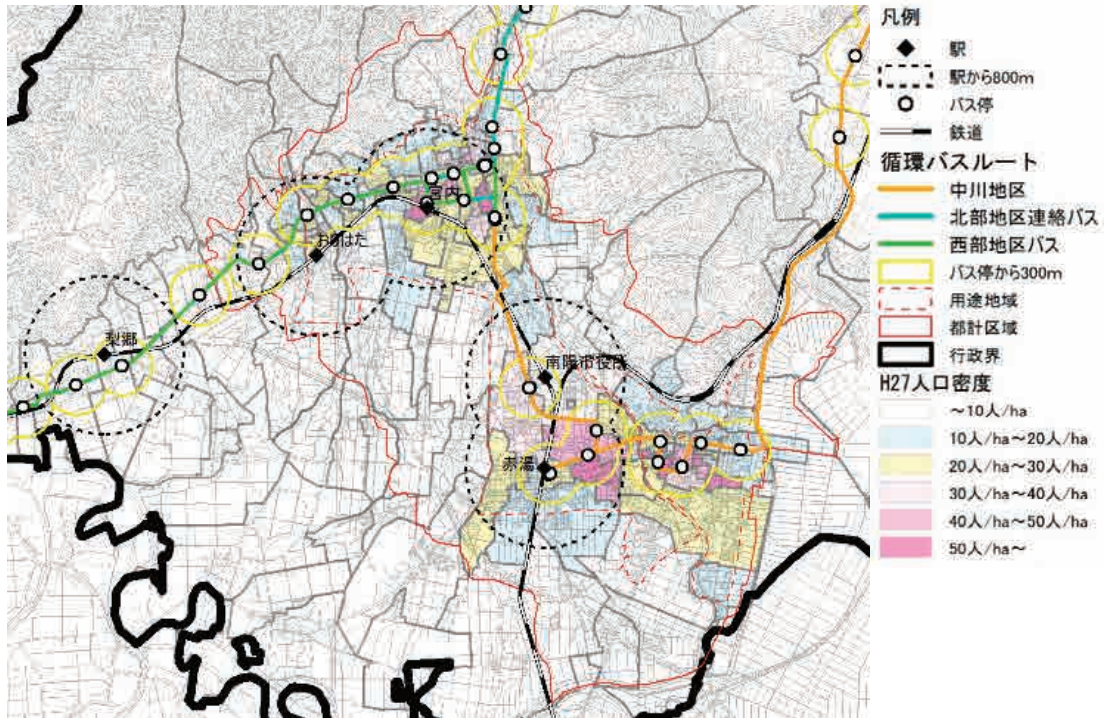 宮内
おりはた
梨郷
南陽市役所
赤湯
凡例
駅
駅から800m
バス停
鉄道
循環バスルート
中川地区
北部地区連絡バス
西部地区バス
バス停から300m
用途地域
都計区域
行政界
H27人口密度
～10人/ha
10人/ha～20人/ha
20人/ha～30人/ha
30人/ha～40人/ha
40人/ha～50人/ha
50人/ha～